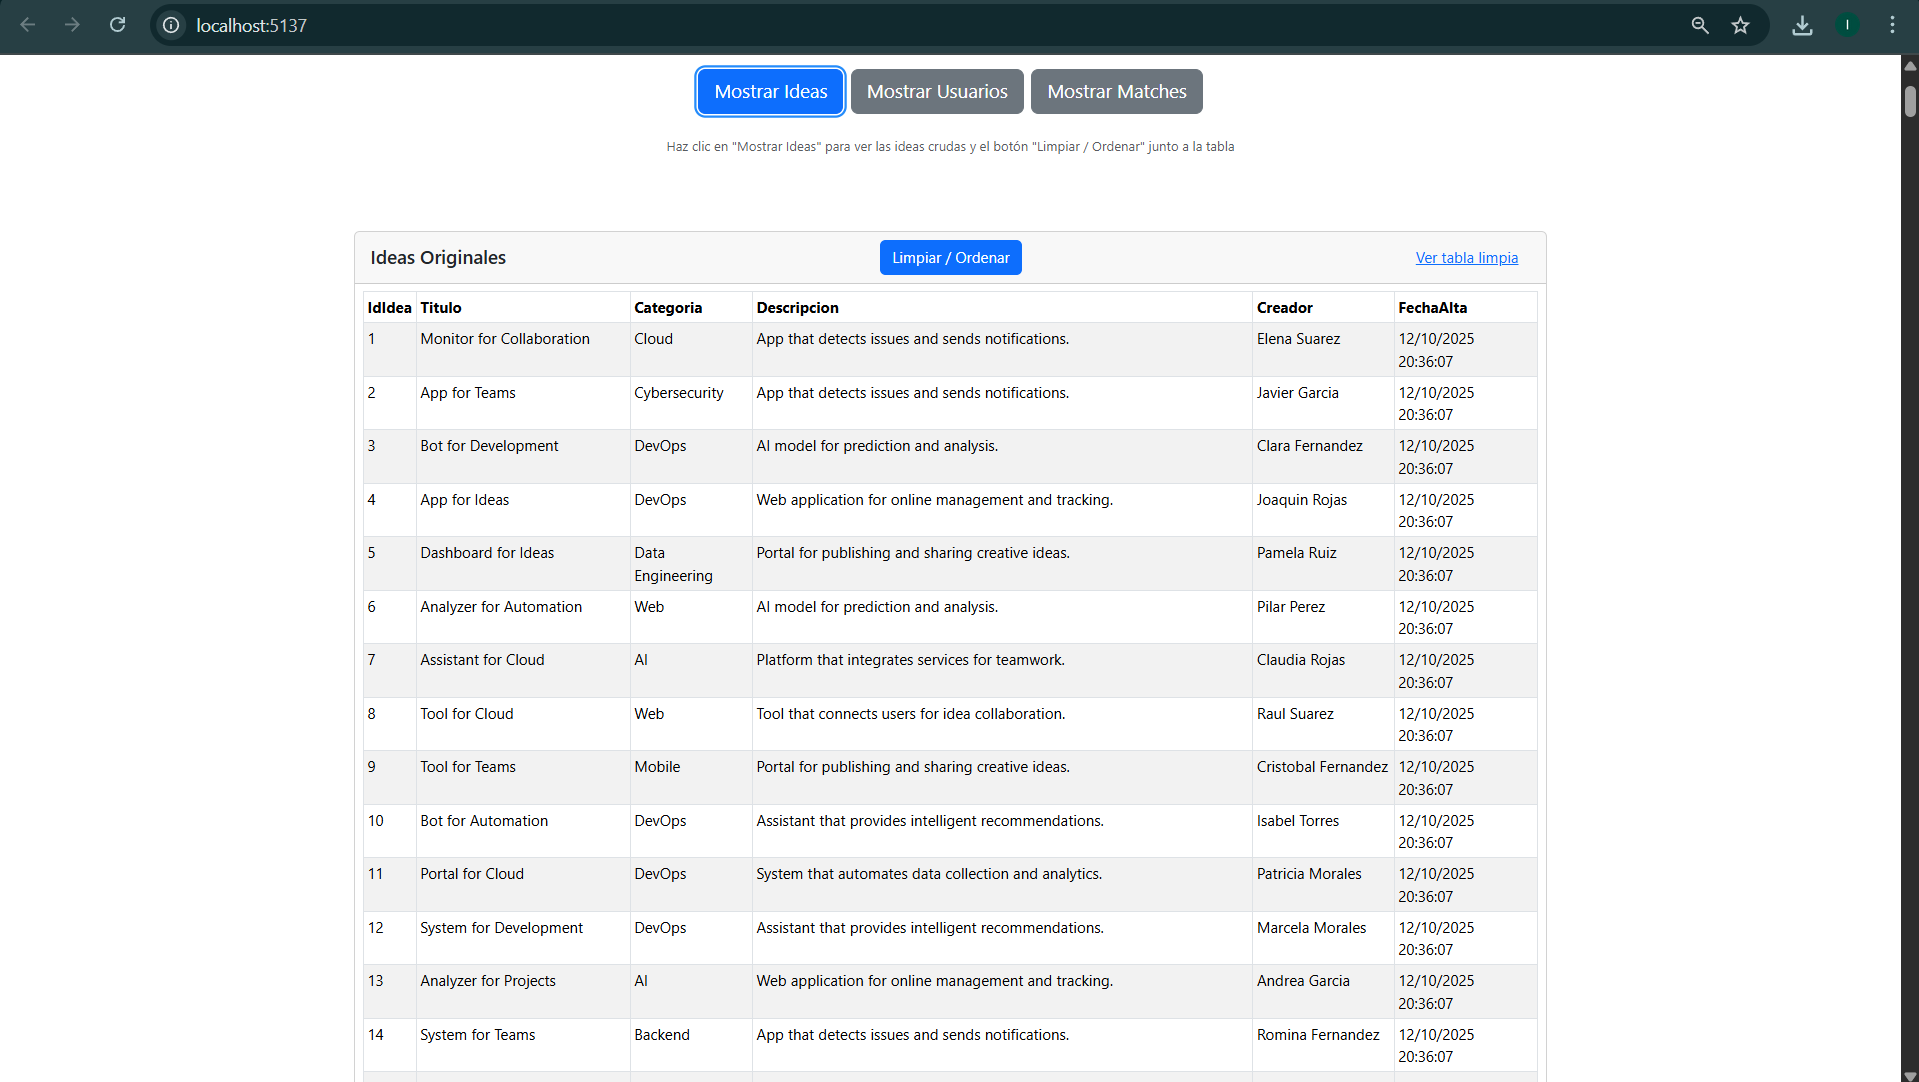 localhost:5137
I
Mostrar Ideas Mostrar Usuarios Mostrar Matches
Haz clic en "Mostrar Ideas" para ver las ideas crudas y el botón "Limpiar / Ordenar" junto a la tabla
Ideas Originales Limpiar / Ordenar Ver tabla limpia
IdIdea Titulo Categoria Descripcion Creador FechaAlta
1 Monitor for Collaboration Cloud App that detects issues and sends notifications. Elena Suarez 12/10/2025
20:36:07
2 App for Teams Cybersecurity App that detects issues and sends notifications. Javier Garcia 12/10/2025
20:36:07
3 Bot for Development DevOps AI model for prediction and analysis. Clara Fernandez 12/10/2025
20:36:07
4 App for Ideas DevOps Web application for online management and tracking. Joaquin Rojas 12/10/2025
20:36:07
5 Dashboard for Ideas Data Portal for publishing and sharing creative ideas. Pamela Ruiz 12/10/2025
Engineering 20:36:07
6 Analyzer for Automation Web AI model for prediction and analysis. Pilar Perez 12/10/2025
20:36:07
7 Assistant for Cloud AI Platform that integrates services for teamwork. Claudia Rojas 12/10/2025
20:36:07
8 Tool for Cloud Web Tool that connects users for idea collaboration. Raul Suarez 12/10/2025
20:36:07
9 Tool for Teams Mobile Portal for publishing and sharing creative ideas. Cristobal Fernandez 12/10/2025
20:36:07
10 Bot for Automation DevOps Assistant that provides intelligent recommendations. Isabel Torres 12/10/2025
20:36:07
11 Portal for Cloud DevOps System that automates data collection and analytics. Patricia Morales 12/10/2025
20:36:07
12 System for Development DevOps Assistant that provides intelligent recommendations. Marcela Morales 12/10/2025
20:36:07
13 Analyzer for Projects AI Web application for online management and tracking. Andrea Garcia 12/10/2025
20:36:07
14 System for Teams Backend App that detects issues and sends notifications. Romina Fernandez 12/10/2025
20:36:07